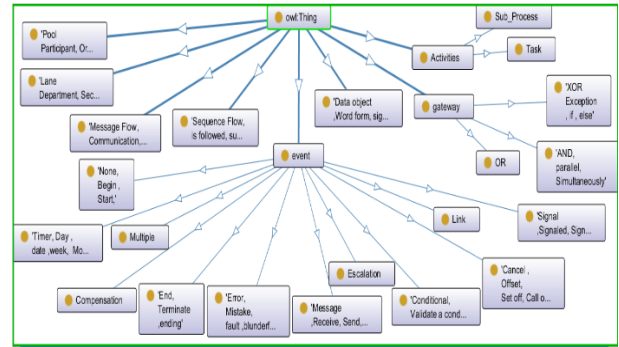 owl:Thing
Sub_Process
'Pool
Participant, Or...
Activities
Task
'Lane
Department, Sec...
'XOR
Exception
, if , else'
'Message Flow,
Communication,...
'Sequence Flow,
is followed, su...
'Data object
,Word form, sig...
gateway
OR
'AND,
parallel,
Simultaneously'
event
'None,
Begin ,
Start,'
Link
'Signal
,Signaled, Sign...
'Timer, Day ,
date ,week, Mo...
Multiple
Escalation
'Cancel ,
Offset,
Set off, Call o...
Compensation
'End,
Terminate
,ending'
'Error,
Mistake,
fault ,blunderf...
'Message
,Receive, Send,...
'Conditional,
Validate a cond...